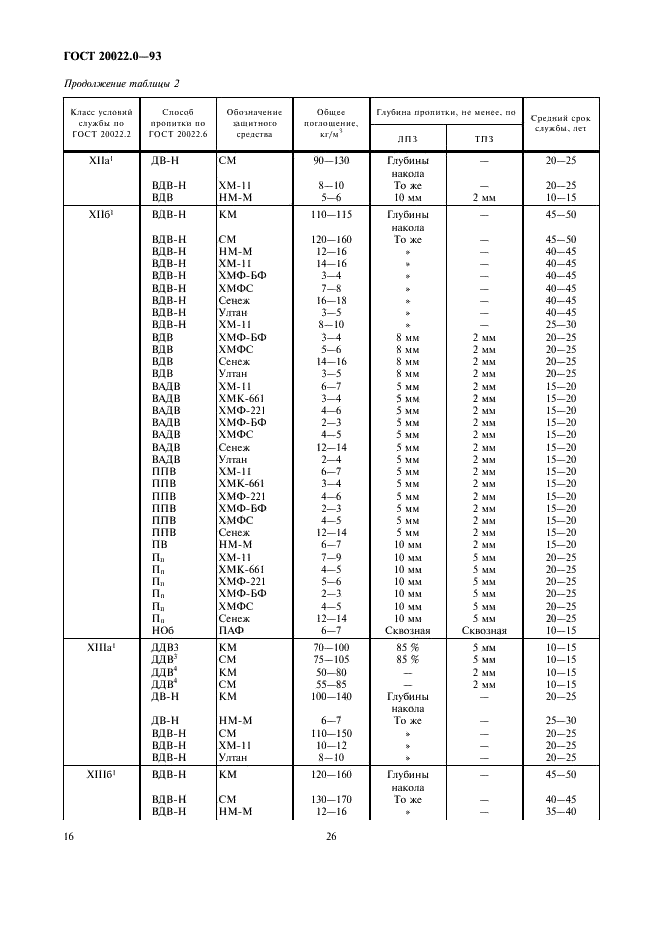 ГОСТ 20022.0—93
Продолжение таблицы 2
Класс условий службы по ГОСТ 20022.2 Способ пропитки по ГОСТ 20022.6 Обозначение защитного средства Общее поглощение, кг/м³ Глубина пропитки, не менее, по Средний срок службы, лет
ДПЗ ТПЗ
XIIа¹ ДВ-Н СМ 90—130 Глубины накола — 20—25
ВДВ-Н ХМ-11 8—10 То же — 20—25
ВДВ НМ-М 5—6 10 мм 2 мм 10—15
XIIб¹ ВДВ-Н КМ 110—115 Глубины накола — 45—50
ВДВ-Н СМ 120—160 То же — 45—50
ВДВ-Н НМ-М 12—16 » — 40—45
ВДВ-Н ХМ-11 14—16 » — 40—45
ВДВ-Н ХМФ-БФ 3—4 » — 40—45
ВДВ-Н ХМФС 7—8 » — 40—45
ВДВ-Н Сенеж 16—18 » — 40—45
ВДВ-Н Ултан 3—5 » — 40—45
ВДВ-Н ХМ-11 8—10 » — 25—30
ВДВ ХМФ-БФ 3—4 8 мм 2 мм 20—25
ВДВ ХМФС 5—6 8 мм 2 мм 20—25
ВДВ Сенеж 14—16 8 мм 2 мм 20—25
ВДВ Ултан 3—5 8 мм 2 мм 20—25
ВАДВ ХМ-11 6—7 5 мм 2 мм 15—20
ВАДВ ХМК-661 3—4 5 мм 2 мм 15—20
ВАДВ ХМФ-221 4—6 5 мм 2 мм 15—20
ВАДВ ХМФ-БФ 2—3 5 мм 2 мм 15—20
ВАДВ ХМФС 4—5 5 мм 2 мм 15—20
ВАДВ Сенеж 12—14 5 мм 2 мм 15—20
ВАДВ Ултан 2—4 5 мм 2 мм 15—20
ППВ ХМ-11 6—7 5 мм 2 мм 15—20
ППВ ХМК-661 3—4 5 мм 2 мм 15—20
ППВ ХМФ-221 4—6 5 мм 2 мм 15—20
ППВ ХМФ-БФ 2—3 5 мм 2 мм 15—20
ППВ ХМФС 4—5 5 мм 2 мм 15—20
ППВ Сенеж 12—14 5 мм 2 мм 15—20
ПВ НМ-М 6—7 10 мм 2 мм 15—20
Пп ХМ-11 7—9 10 мм 5 мм 20—25
Пп ХМК-661 4—5 10 мм 5 мм 20—25
Пп ХМФ-221 5—6 10 мм 5 мм 20—25
Пп ХМФ-БФ 2—3 10 мм 5 мм 20—25
Пп ХМФС 4—5 10 мм 5 мм 20—25
Пп Сенеж 12—14 10 мм 5 мм 20—25
НОб ПАФ 6—7 Сквозная Сквозная 10—15
XIIIа¹ ДДВ3 КМ 70—100 85 % 5 мм 10—15
ДДВ³ СМ 75—105 85 % 5 мм 10—15
ДДВ⁴ КМ 50—80 — 2 мм 10—15
ДДВ⁴ СМ 55—85 — 2 мм 10—15
ДВ-Н КМ 100—140 Глубины накола — 20—25
ДВ-Н НМ-М 6—7 То же — 25—30
ВДВ-Н СМ 110—150 » — 20—25
ВДВ-Н ХМ-11 10—12 » — 20—25
ВДВ-Н Ултан 8—10 » — 20—25
XIIIб¹ ВДВ-Н КМ 120—160 Глубины накола — 45—50
ВДВ-Н СМ 130—170 То же — 40—45
ВДВ-Н НМ-М 12—16 » — 35—40
16 26